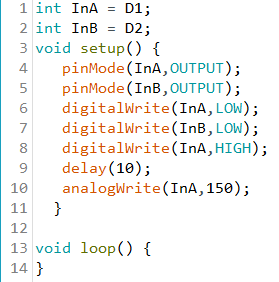 1 int InA = D1;
2 int InB = D2;
3 void setup() {
4 pinMode(InA,OUTPUT);
5 pinMode(InB,OUTPUT);
6 digitalWrite(InA,LOW);
7 digitalWrite(InB,LOW);
8 digitalWrite(InA,HIGH);
9 delay(10);
10 analogWrite(InA,150);
11 }
12
13 void loop() {
14 }